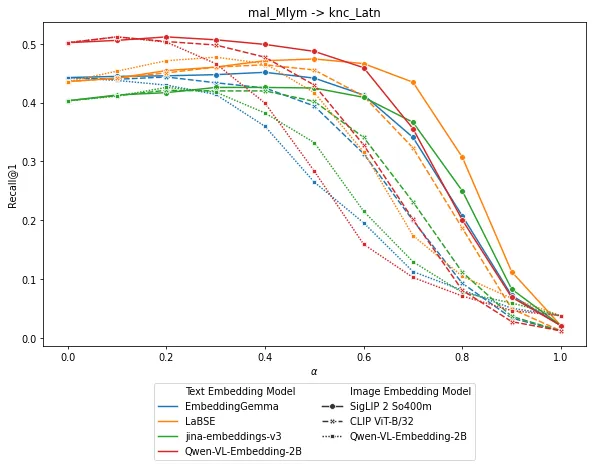 mal_Mlym -> knc_Latn
Recall@1
0.5
0.4
0.3
0.2
0.1
0.0
0.0 0.2 0.4 0.6 0.8 1.0
α
Text Embedding Model Image Embedding Model
EmbeddingGemma SigLIP 2 So400m
LaBSE CLIP ViT-B/32
jina-embeddings-v3 Qwen-VL-Embedding-2B
Qwen-VL-Embedding-2B